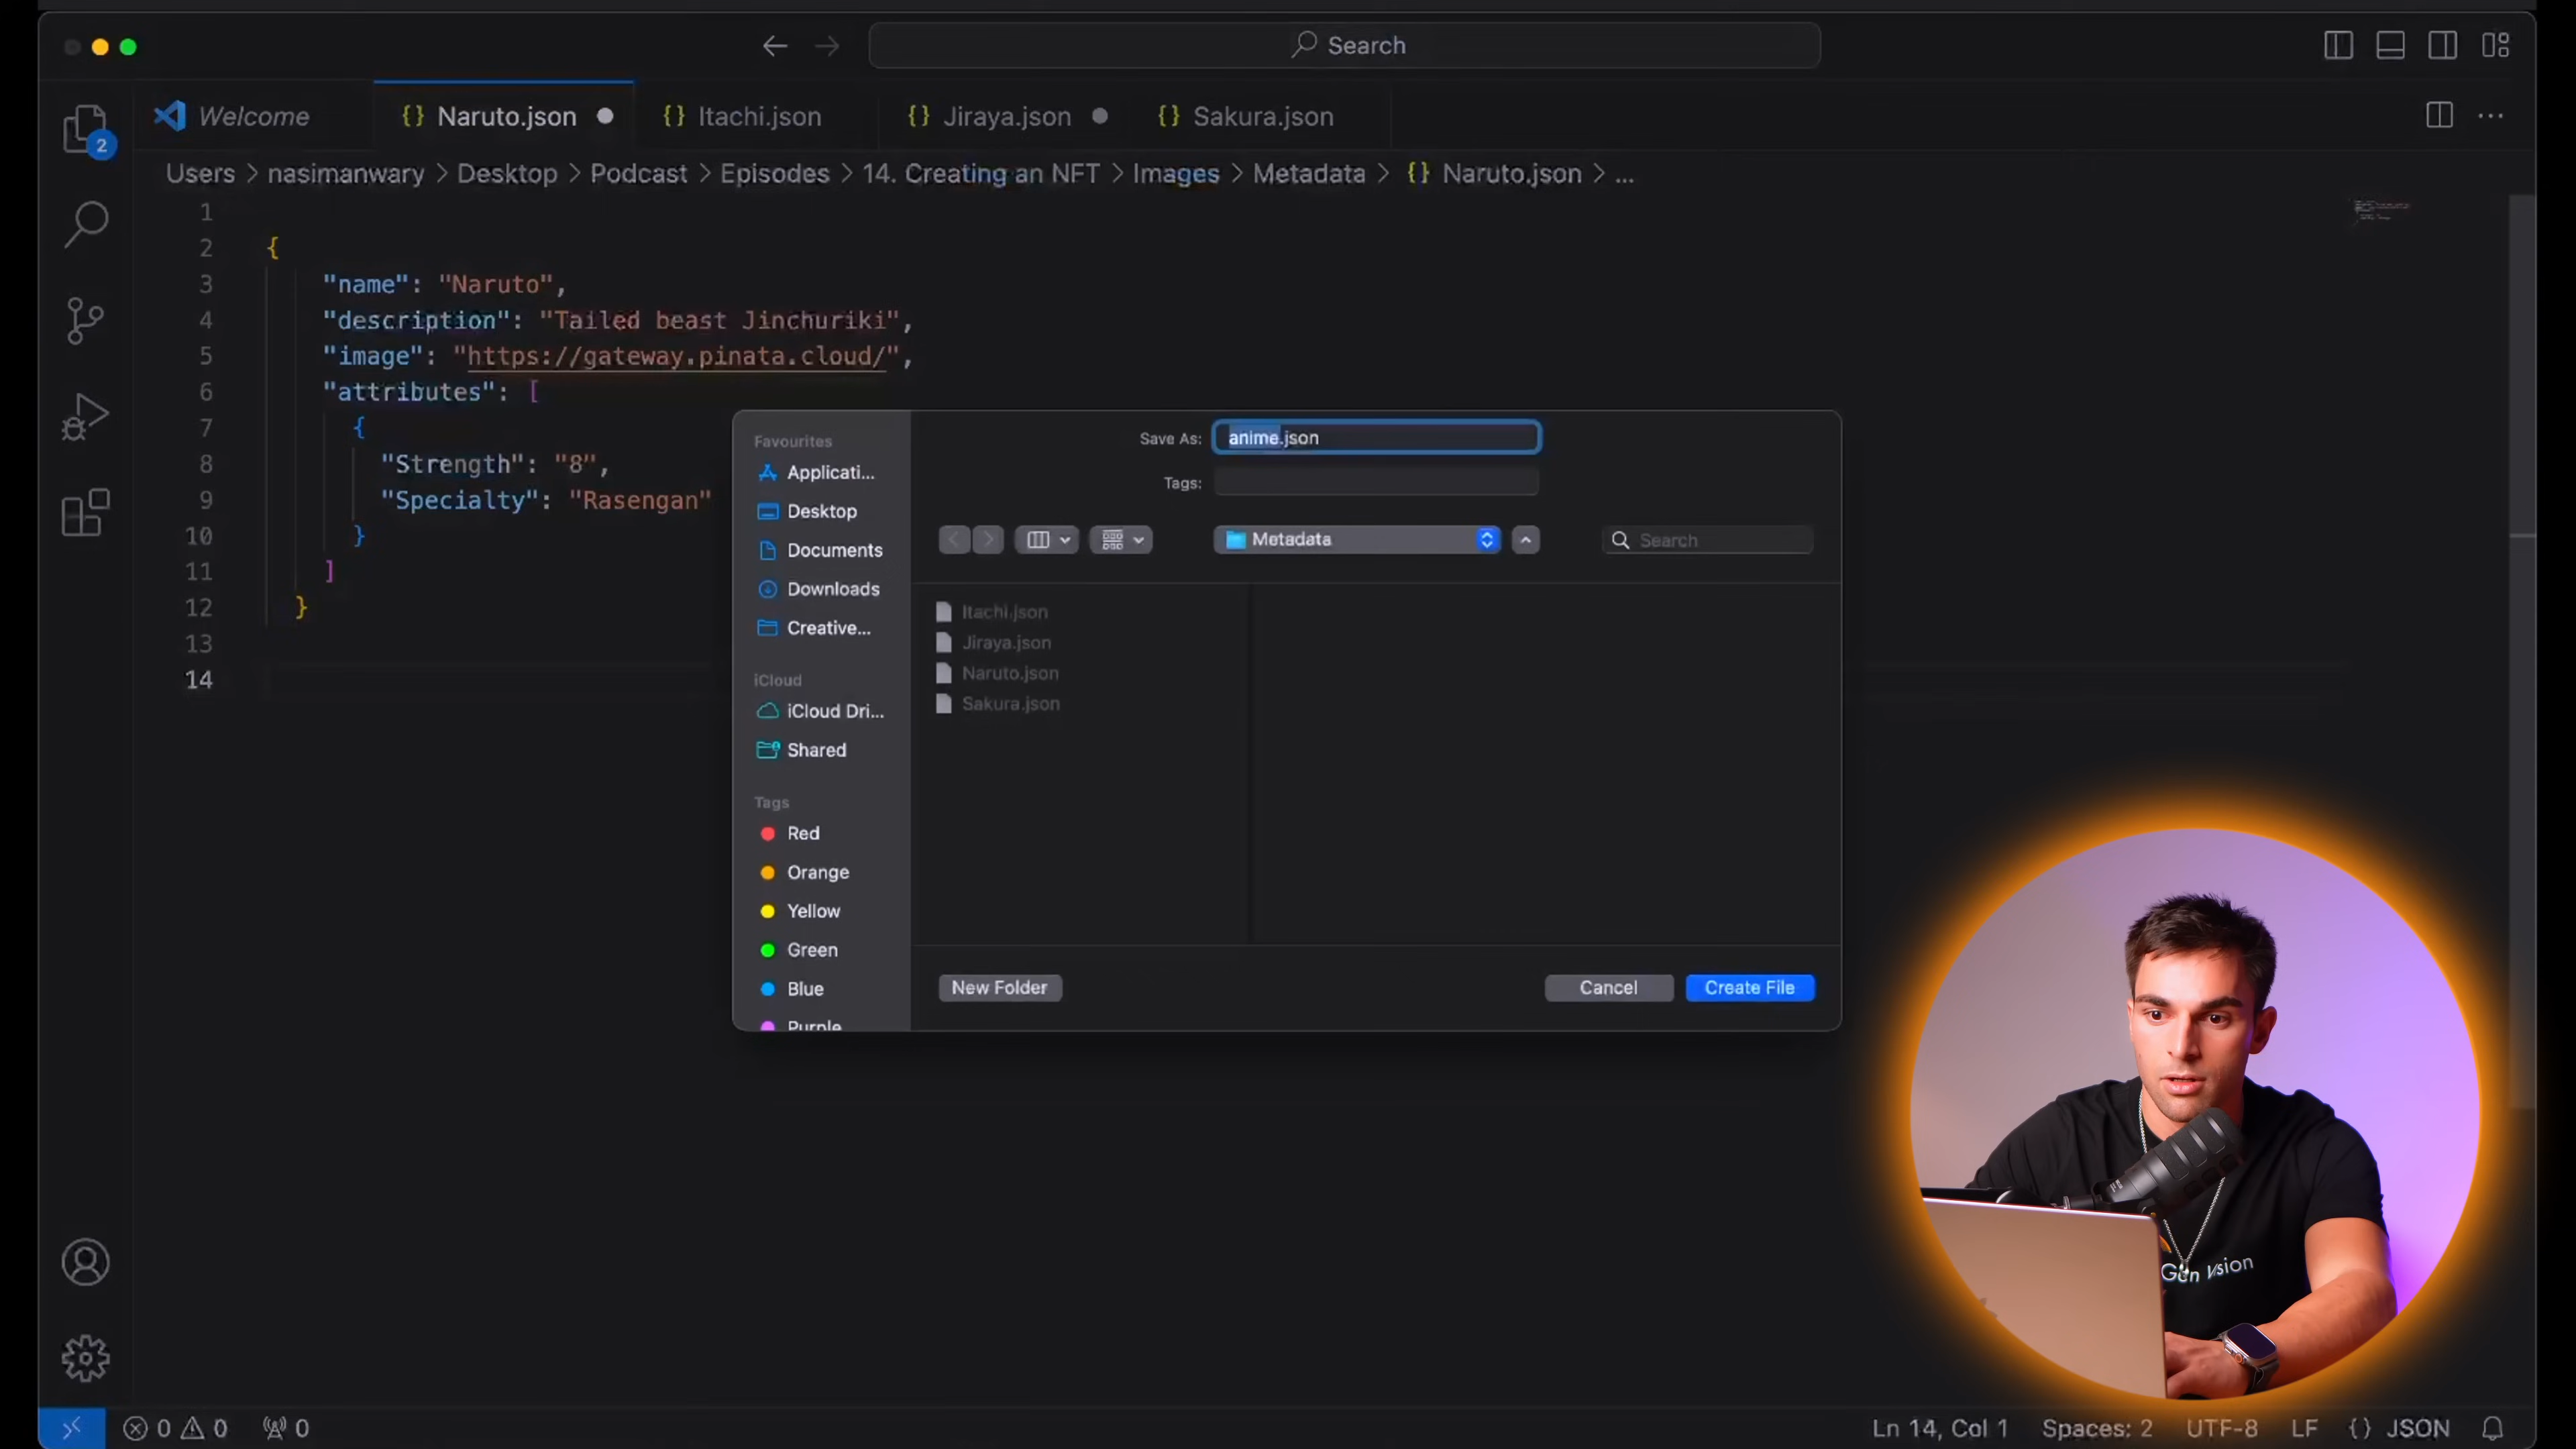 Search
Welcome
{} Naruto.json
{} Itachi.json
{} Jiraya.json
{} Sakura.json
2
Users > nasimanwary > Desktop > Podcast > Episodes > 14. Creating an NFT > Images > Metadata > {} Naruto.json > ...
1
2 {
3 "name": "Naruto",
4 "description": "Tailed beast Jinchuriki",
5 "image": "https://gateway.pinata.cloud/",
6 "attributes": [
7 {
8 "Strength": "8",
9 "Specialty": "Rasengan"
10 }
11 ]
12 }
13
14
Save As: anime.json
Tags:
Metadata
Search
Favourites
Applicati...
Desktop
Documents
Downloads
Creative...
iCloud
iCloud Dri...
Shared
Tags
Red
Orange
Yellow
Green
Blue
Purple
Itachi.json
Jiraya.json
Naruto.json
Sakura.json
New Folder
Cancel
Create File
Gen Vision
0 0 0
Ln 14, Col 1
Spaces: 2
UTF-8
LF
{} JSON